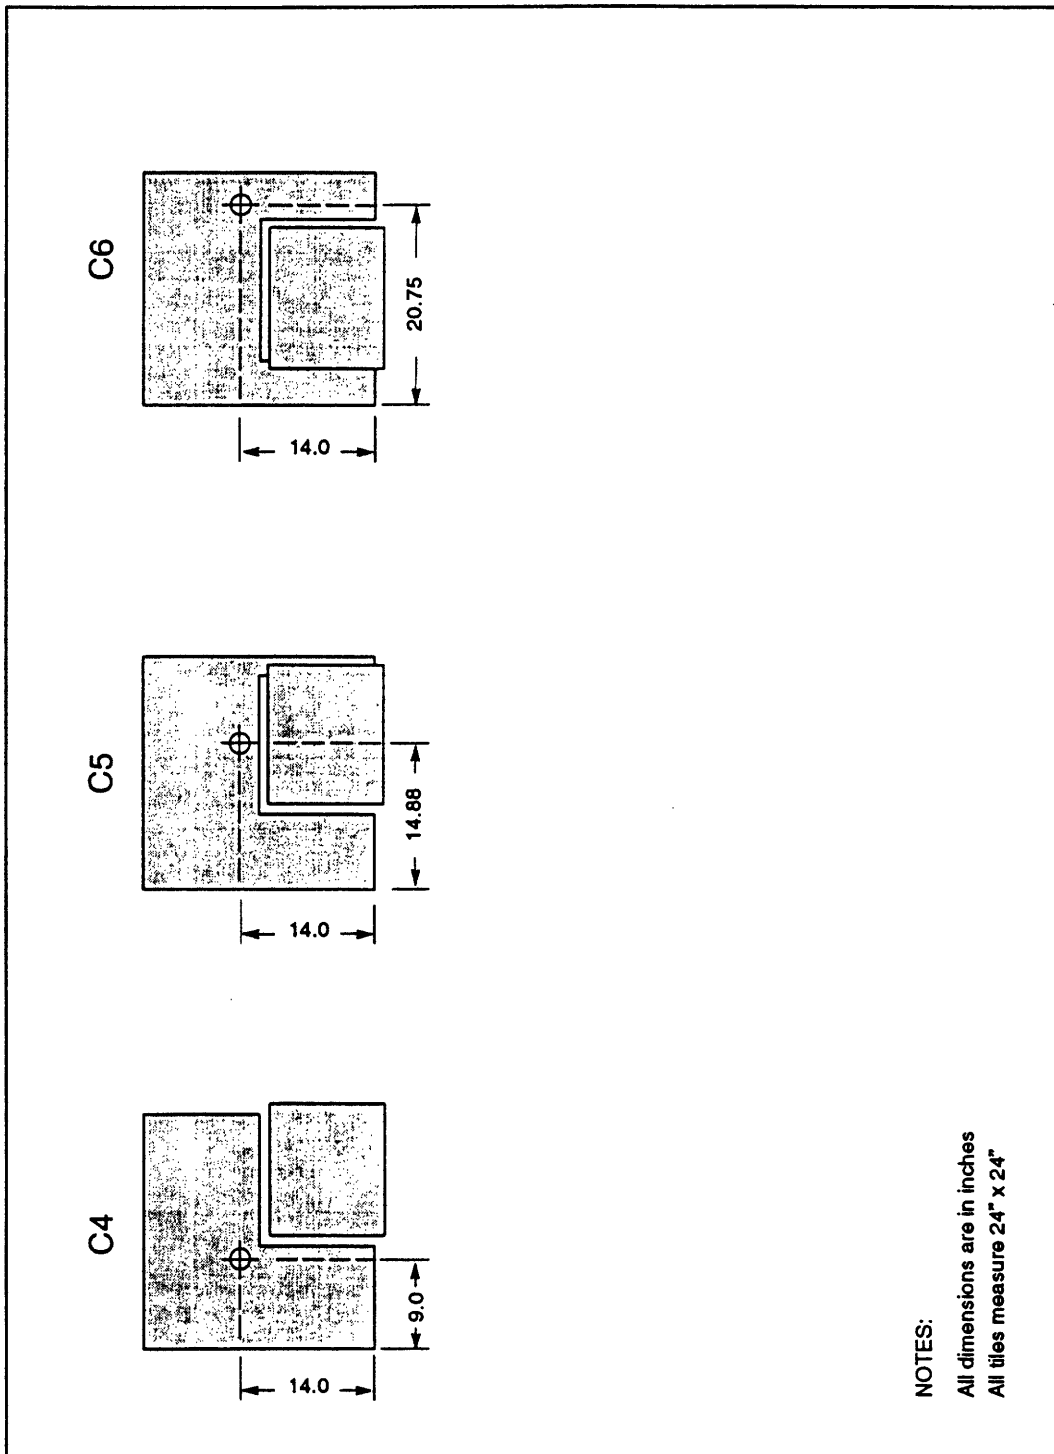 C6
20.75
14.0
C5
14.88
14.0
C4
9.0
14.0
NOTES:
All dimensions are in inches
All tiles measure 24" x 24"